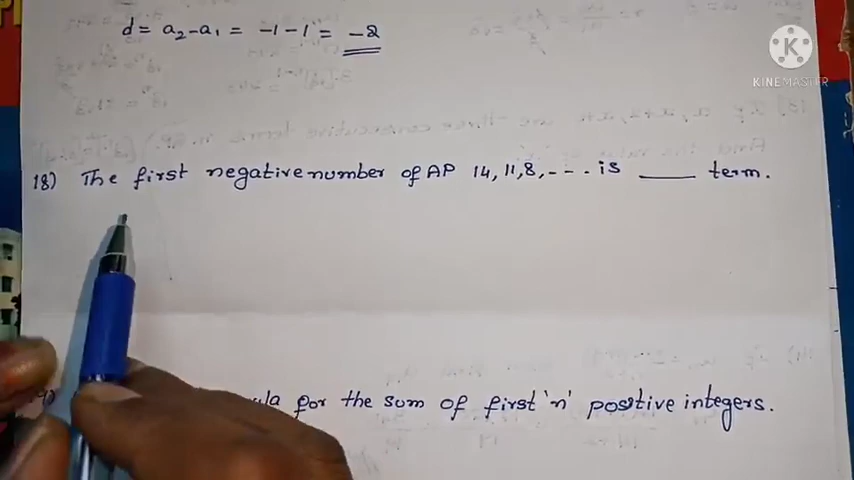 d = a₂-a₁ = -1-1 = -2
KINEMASTER
18) The first negative number of AP 14, 11, 8, - - - . is ____ term.
for the sum of first 'n' positive integers.